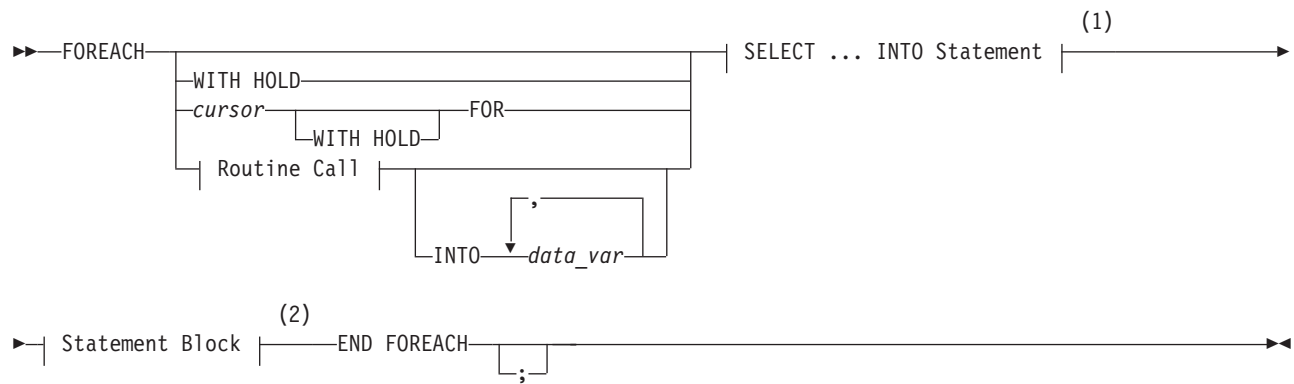 (1)
FOREACH SELECT ... INTO Statement
WITH HOLD
cursor FOR
WITH HOLD
Routine Call
,
INTO data_var
(2)
Statement Block END FOREACH
;